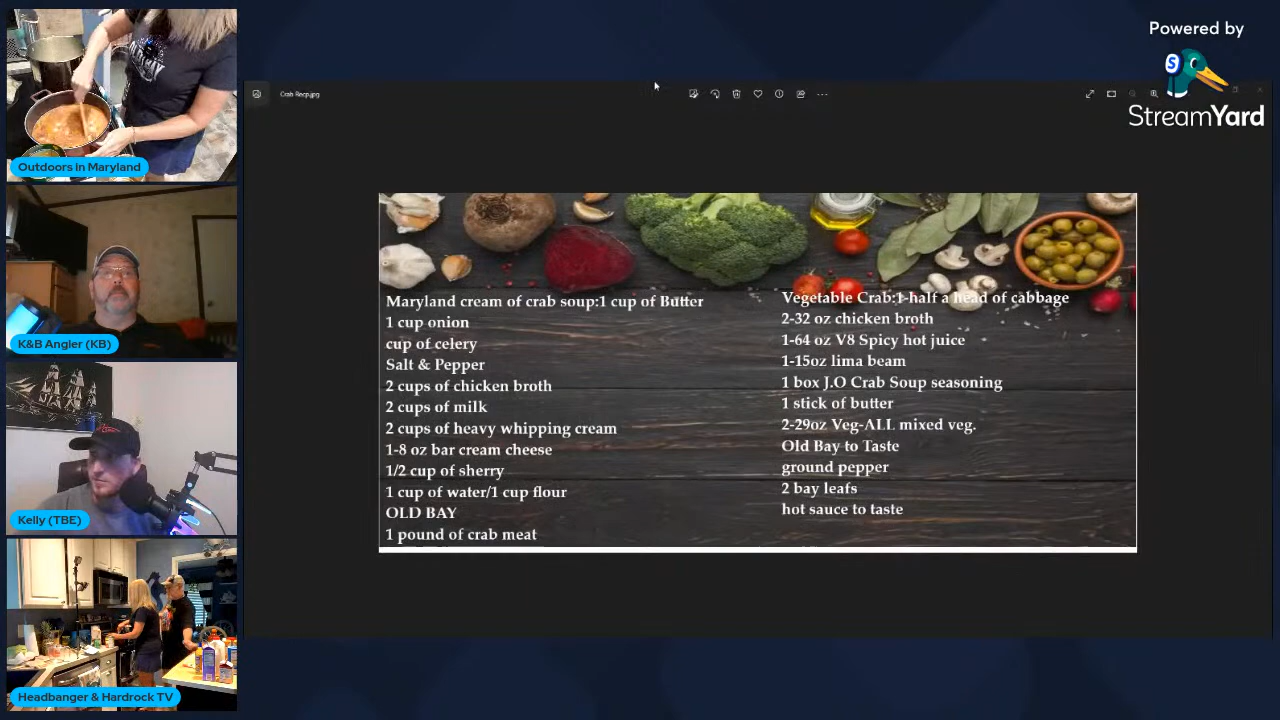 Powered by
StreamYard
Crab Recp.jpg
Outdoors in Maryland
K&B Angler (KB)
Kelly (TBE)
Headbanger & Hardrock TV
Maryland cream of crab soup:1 cup of Butter
1 cup onion
cup of celery
Salt & Pepper
2 cups of chicken broth
2 cups of milk
2 cups of heavy whipping cream
1-8 oz bar cream cheese
1/2 cup of sherry
1 cup of water/1 cup flour
OLD BAY
1 pound of crab meat
Vegetable Crab:1-half a head of cabbage
2-32 oz chicken broth
1-64 oz V8 Spicy hot juice
1-15oz lima beam
1 box J.O Crab Soup seasoning
1 stick of butter
2-29oz Veg-ALL mixed veg.
Old Bay to Taste
ground pepper
2 bay leafs
hot sauce to taste